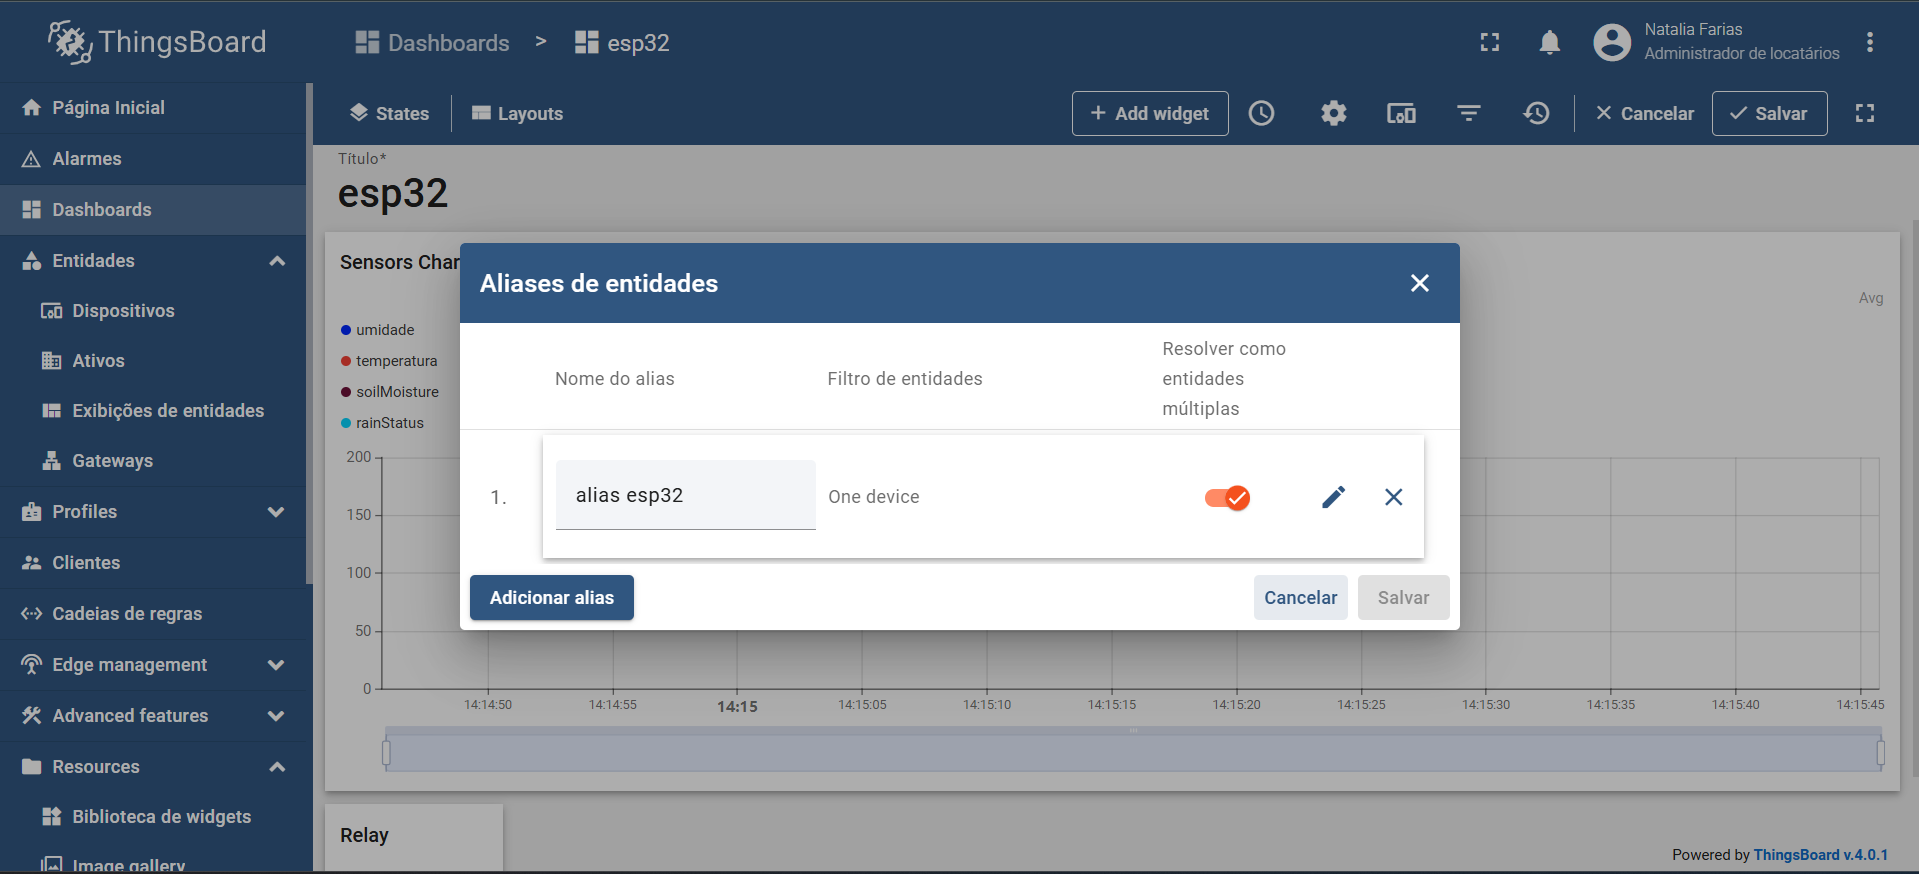 ThingsBoard
Dashboards > esp32
Natalia Farias
Administrador de locatários
Página Inicial
Alarmes
Dashboards
Entidades
Dispositivos
Ativos
Exibições de entidades
Gateways
Profiles
Clientes
Cadeias de regras
Edge management
Advanced features
Resources
Biblioteca de widgets
Image gallery
States
Layouts
+ Add widget
Cancelar
Salvar
Título*
esp32
Sensors Char
Avg
umidade
temperatura
soilMoisture
rainStatus
200
150
100
50
0
14:14:50 14:14:55 14:15 14:15:05 14:15:10 14:15:15 14:15:20 14:15:25 14:15:30 14:15:35 14:15:40 14:15:45
Aliases de entidades
Nome do alias
Filtro de entidades
Resolver como
entidades
múltiplas
1.
alias esp32
One device
Adicionar alias
Cancelar
Salvar
Relay
Powered by ThingsBoard v.4.0.1